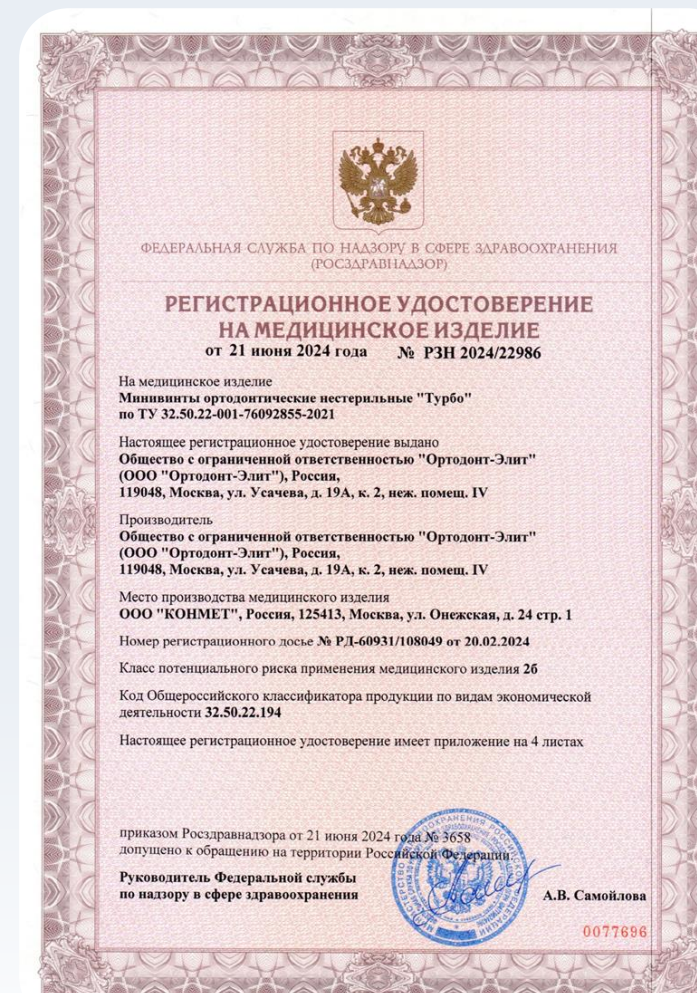 ФЕДЕРАЛЬНАЯ СЛУЖБА ПО НАДЗОРУ В СФЕРЕ ЗДРАВООХРАНЕНИЯ
(РОСЗДРАВНАДЗОР)
РЕГИСТРАЦИОННОЕ УДОСТОВЕРЕНИЕ
НА МЕДИЦИНСКОЕ ИЗДЕЛИЕ
от 21 июня 2024 года № РЗН 2024/22986
На медицинское изделие
Минивинты ортодонтические нестерильные "Турбо"
по ТУ 32.50.22-001-76092855-2021
Настоящее регистрационное удостоверение выдано
Общество с ограниченной ответственностью "Ортодонт-Элит"
(ООО "Ортодонт-Элит"), Россия,
119048, Москва, ул. Усачева, д. 19А, к. 2, неж. помещ. IV
Производитель
Общество с ограниченной ответственностью "Ортодонт-Элит"
(ООО "Ортодонт-Элит"), Россия,
119048, Москва, ул. Усачева, д. 19А, к. 2, неж. помещ. IV
Место производства медицинского изделия
ООО "КОНМЕТ", Россия, 125413, Москва, ул. Онежская, д. 24 стр. 1
Номер регистрационного досье № РД-60931/108049 от 20.02.2024
Класс потенциального риска применения медицинского изделия 2б
Код Общероссийского классификатора продукции по видам экономической
деятельности 32.50.22.194
Настоящее регистрационное удостоверение имеет приложение на 4 листах
приказом Росздравнадзора от 21 июня 2024 года № 3658
допущено к обращению на территории Российской Федерации.
Руководитель Федеральной службы
по надзору в сфере здравоохранения
А.В. Самойлова
0077696